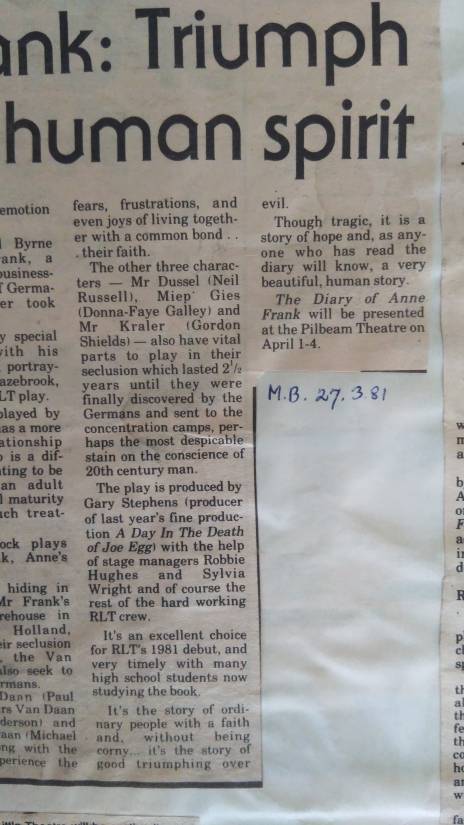 ank: Triumph
human spirit
emotion
Byrne
ank, a
business-
f Germa-
er took
y special
with his
portray-
azebrook,
LT play.
played by
as a more
ationship
o is a dif-
ting to be
an adult
l maturity
ch treat-
ock plays
k, Anne's
hiding in
Mr Frank's
rehouse in
Holland,
eir seclusion
, the Van
also seek to
rmans.
Dann (Paul
rs Van Daan
derson) and
aan (Michael
ng with the
perience the
fears, frustrations, and
even joys of living togeth-
er with a common bond . .
. their faith.
The other three charac-
ters — Mr Dussel (Neil
Russell), Miep Gies
(Donna-Faye Galley) and
Mr Kraler (Gordon
Shields) — also have vital
parts to play in their
seclusion which lasted 2½
years until they were
finally discovered by the
Germans and sent to the
concentration camps, per-
haps the most despicable
stain on the conscience of
20th century man.
The play is produced by
Gary Stephens (producer
of last year's fine produc-
tion A Day In The Death
of Joe Egg) with the help
of stage managers Robbie
Hughes and Sylvia
Wright and of course the
rest of the hard working
RLT crew.
It's an excellent choice
for RLT's 1981 debut, and
very timely with many
high school students now
studying the book.
It's the story of ordi-
nary people with a faith
and, without being
corny... it's the story of
good triumphing over
evil.
Though tragic, it is a
story of hope and, as any-
one who has read the
diary will know, a very
beautiful, human story.
The Diary of Anne
Frank will be presented
at the Pilbeam Theatre on
April 1-4.
M.B. 27.3.81